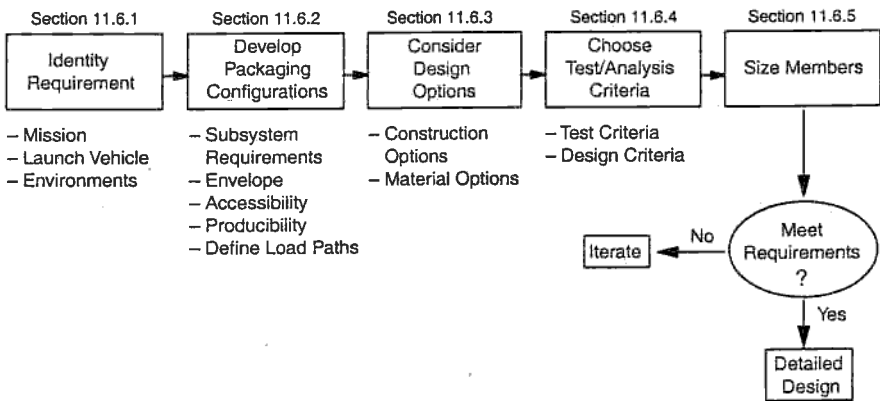 Section 11.6.1
Section 11.6.2
Section 11.6.3
Section 11.6.4
Section 11.6.5
Identity
Requirement
Develop
Packaging
Configurations
Consider
Design
Options
Choose
Test/Analysis
Criteria
Size Members
– Mission
– Launch Vehicle
– Environments
– Subsystem
Requirements
– Envelope
– Accessibility
– Producibility
– Define Load Paths
– Construction
Options
– Material Options
– Test Criteria
– Design Criteria
Meet
Requirements
?
No
Iterate
Yes
Detailed
Design